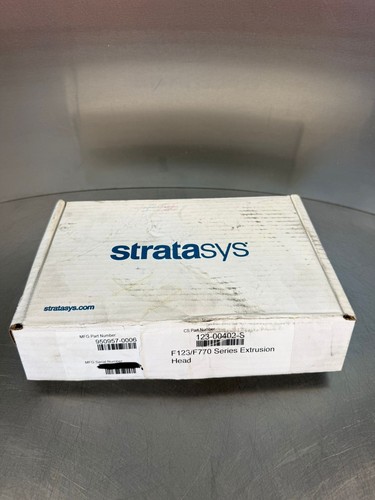 stratasys
stratasys.com
MFG Part Number
950957-0006
CS Part Number
123-00402-S
F123/F770 Series Extrusion
Head
MFG Serial Number